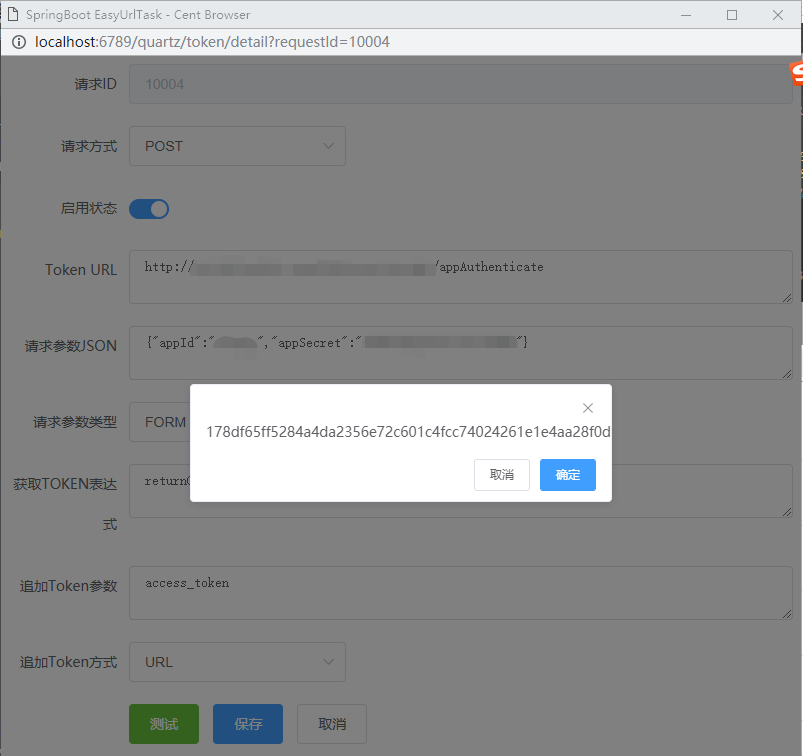 SpringBoot EasyUrlTask - Cent Browser
localhost:6789/quartz/token/detail?requestId=10004
请求ID 10004
请求方式 POST
启用状态
Token URL http:// /appAuthenticate
请求参数JSON {"appId":" ","appSecret":" "}
178df65ff5284a4da2356e72c601c4fcc74024261e1e4aa28f0d
请求参数类型 FORM
取消 确定
获取TOKEN表达
式
return
追加Token参数 access_token
追加Token方式 URL
测试 保存 取消